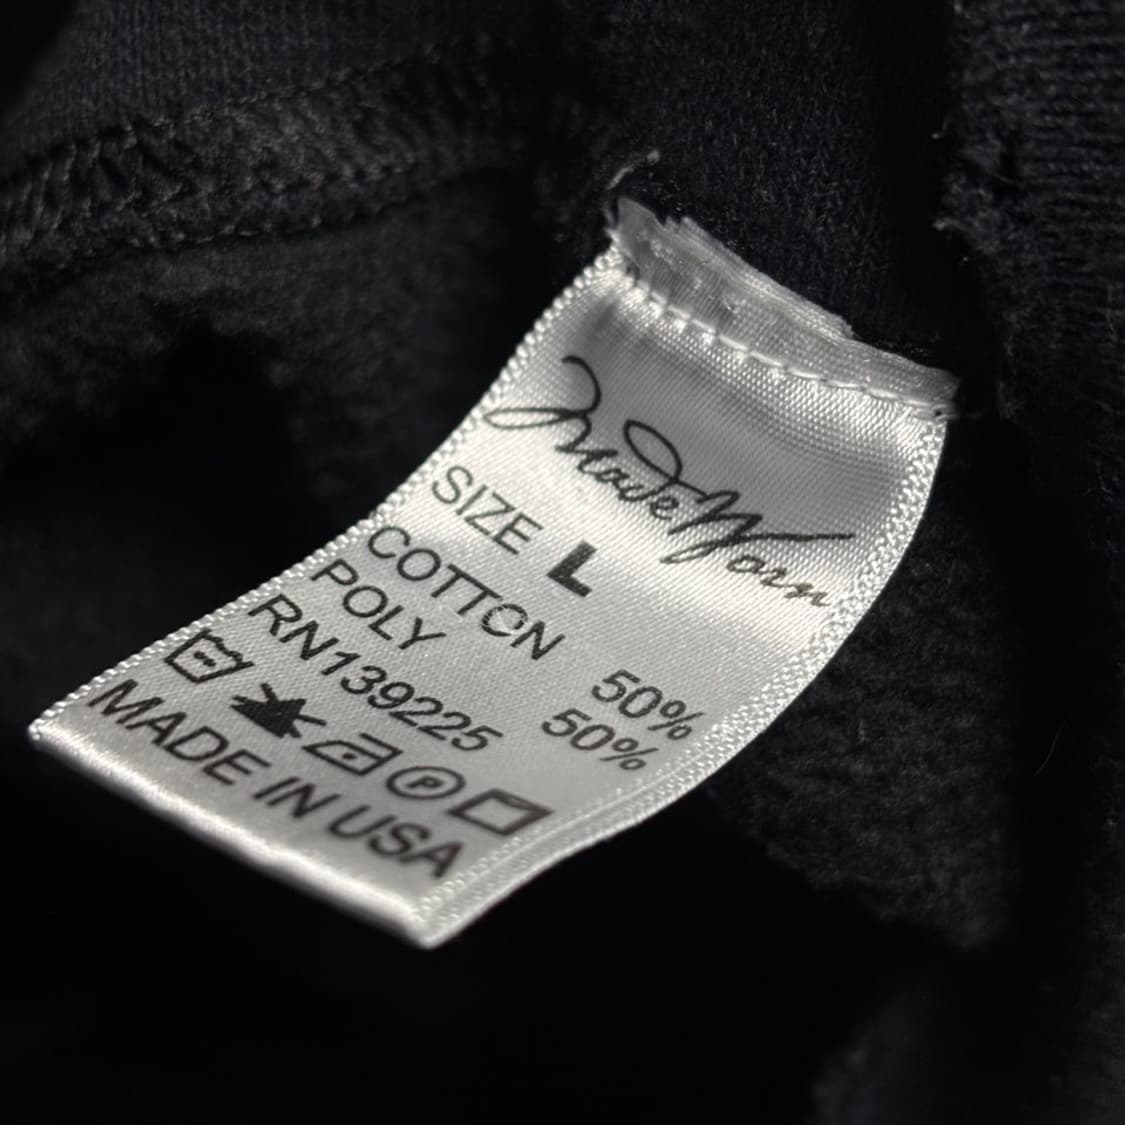 MadeWorn
SIZE L
COTTON 50%
POLY 50%
RN139225
P
MADE IN USA